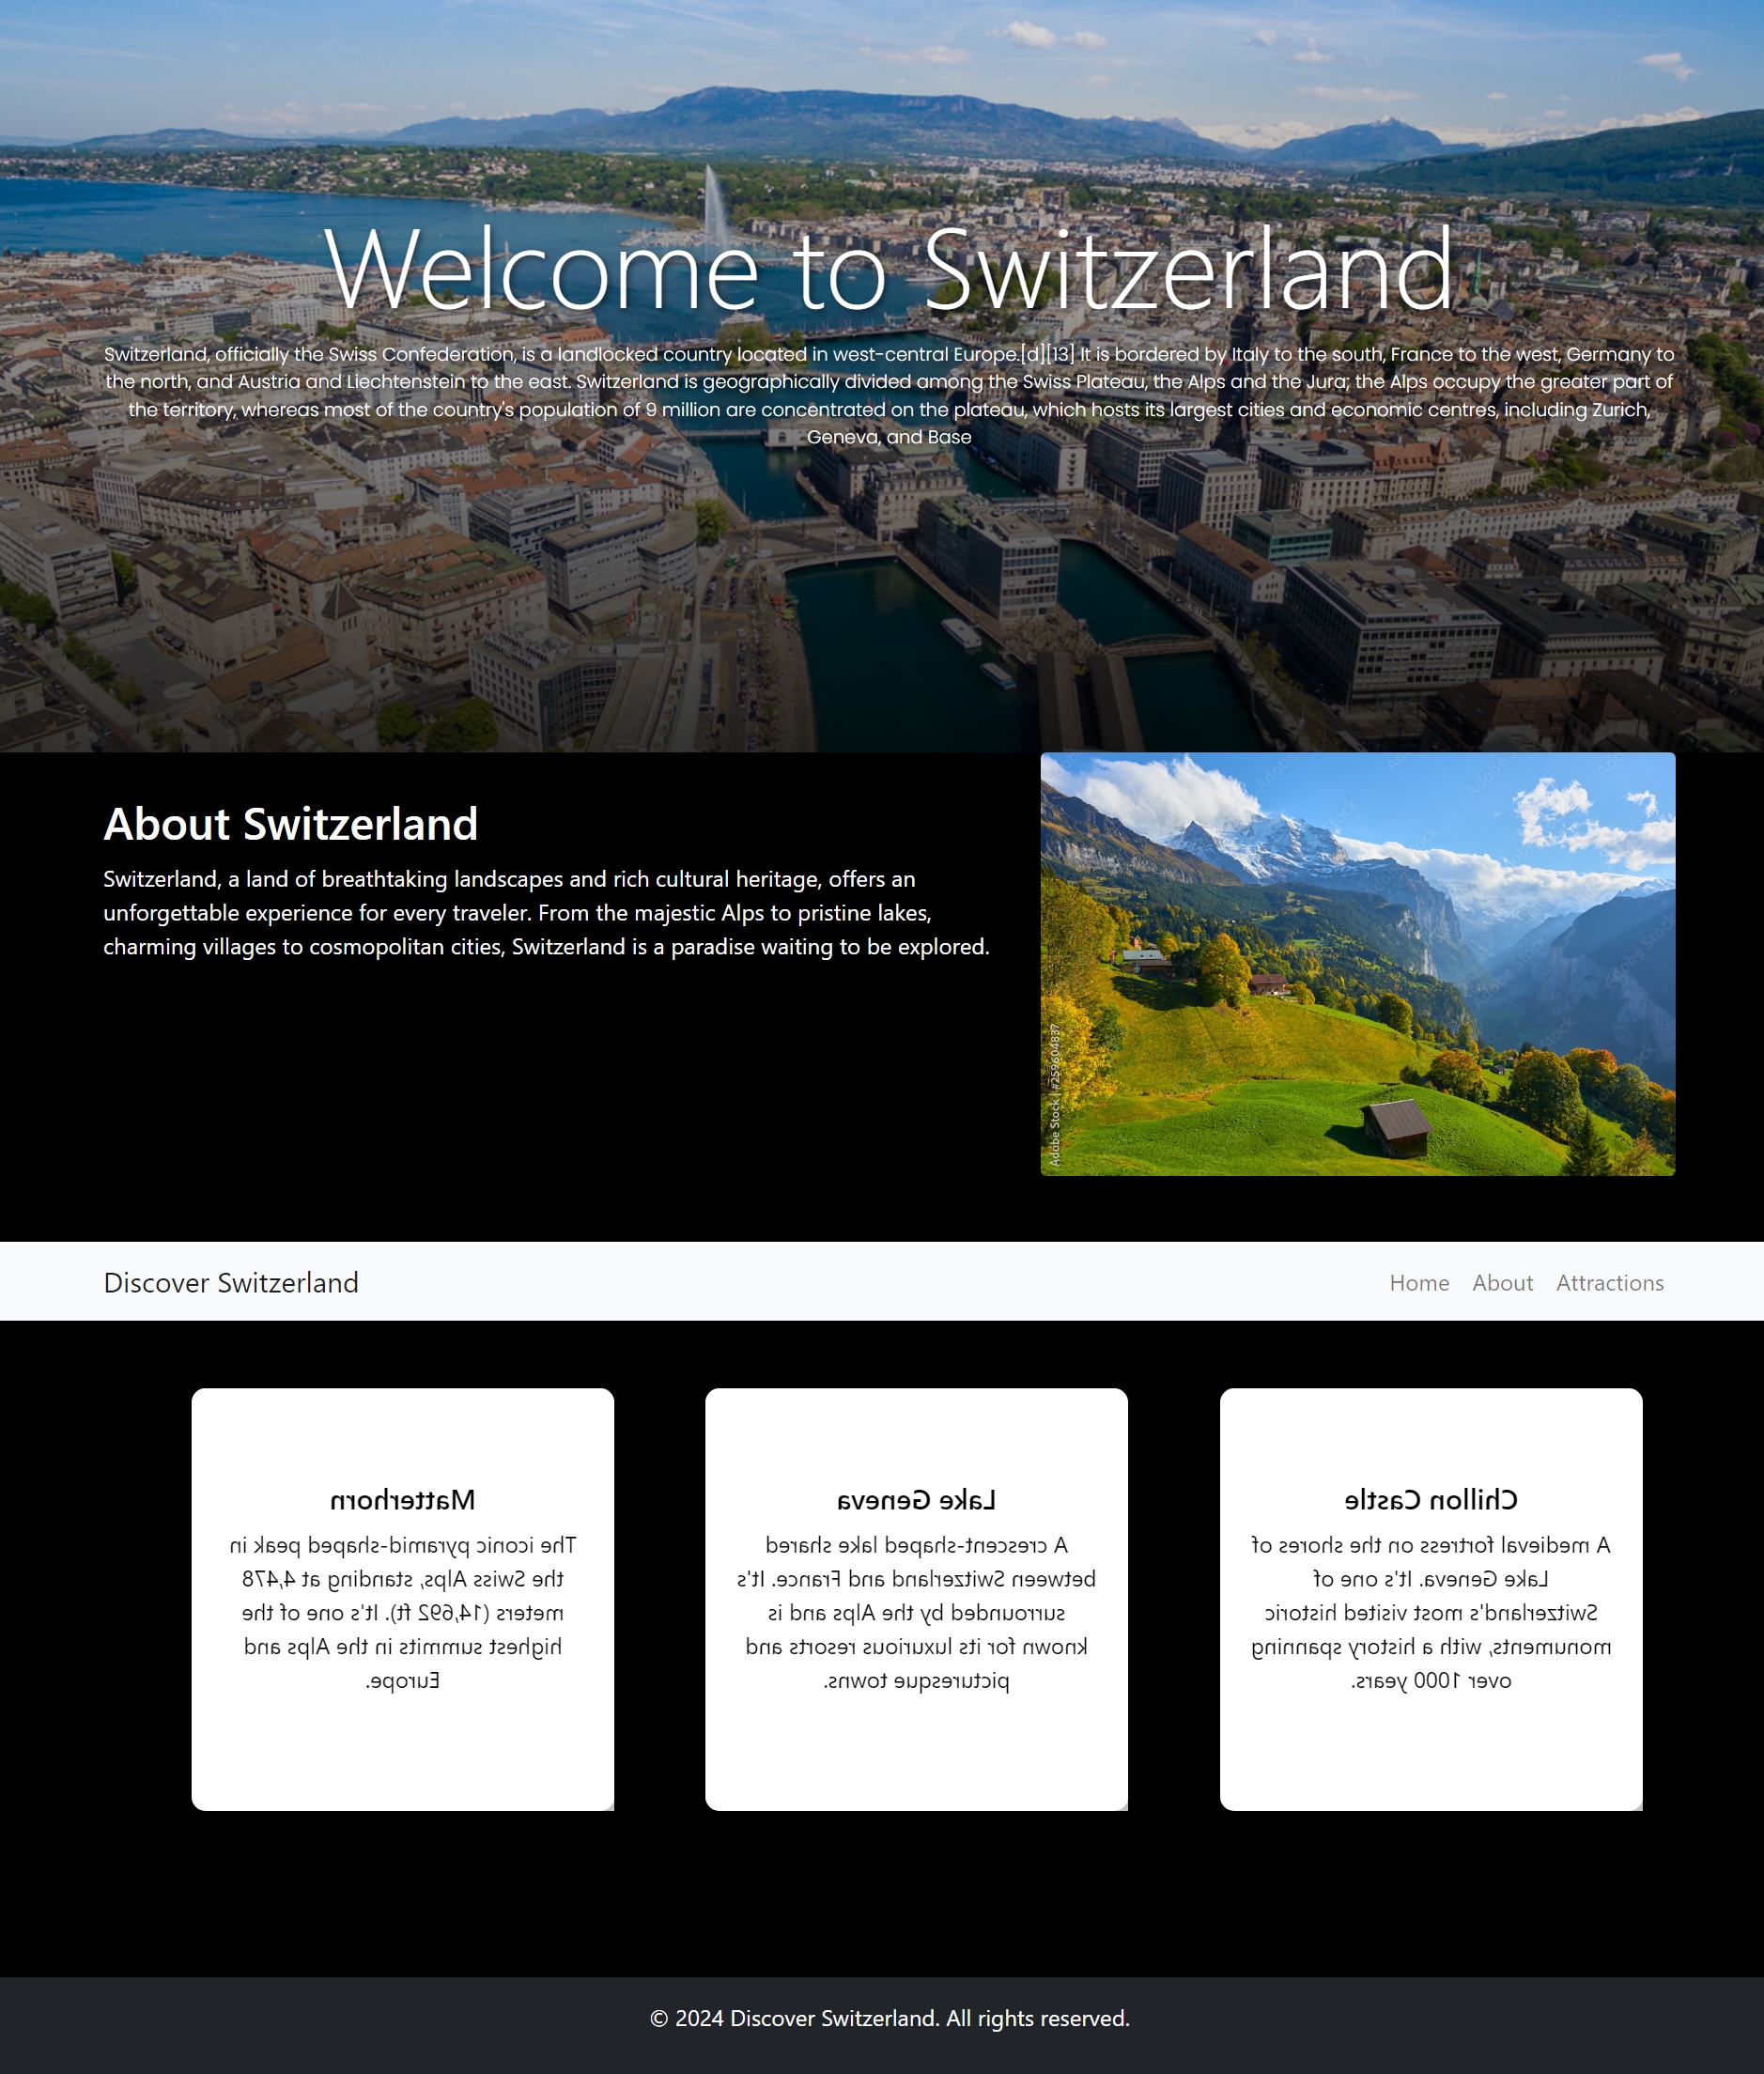 Welcome to Switzerland
Switzerland, officially the Swiss Confederation, is a landlocked country located in west-central Europe.[d][13] It is bordered by Italy to the south, France to the west, Germany to
the north, and Austria and Liechtenstein to the east. Switzerland is geographically divided among the Swiss Plateau, the Alps and the Jura; the Alps occupy the greater part of
the territory, whereas most of the country's population of 9 million are concentrated on the plateau, which hosts its largest cities and economic centres, including Zurich,
Geneva, and Base
About Switzerland
Switzerland, a land of breathtaking landscapes and rich cultural heritage, offers an
unforgettable experience for every traveler. From the majestic Alps to pristine lakes,
charming villages to cosmopolitan cities, Switzerland is a paradise waiting to be explored.
Adobe Stock | #259604837
Discover Switzerland
Home About Attractions
Matterhorn
The iconic pyramid-shaped peak in
the Swiss Alps, standing at 4,478
meters (14,692 ft). It's one of the
highest summits in the Alps and
Europe.
Lake Geneva
A crescent-shaped lake shared
between Switzerland and France. It's
surrounded by the Alps and is
known for its luxurious resorts and
picturesque towns.
Chillon Castle
A medieval fortress on the shores of
Lake Geneva. It's one of
Switzerland's most visited historic
monuments, with a history spanning
over 1000 years.
© 2024 Discover Switzerland. All rights reserved.